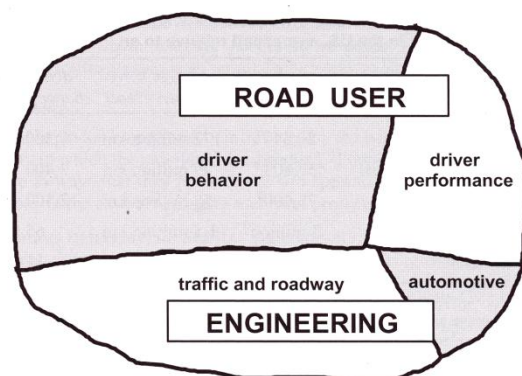 ROAD USER
driver
behavior
driver
performance
traffic and roadway
automotive
ENGINEERING